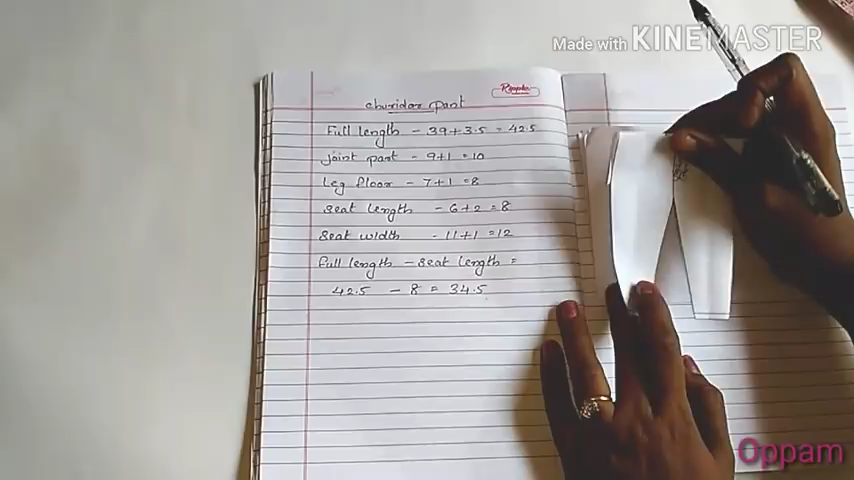 Made with KINEMASTER
Ripples
churidar pant
Full length - 39+3.5 = 42.5
joint part - 9+1 = 10
Leg floor - 7+1 = 8
seat length - 6+2 = 8
seat width - 11+1 = 12
Full length - seat length =
42.5 - 8 = 34.5
Oppam